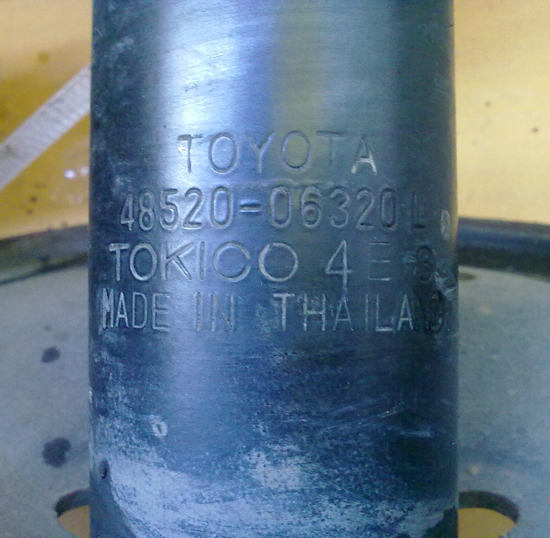 TOYOTA
48520-06320 L
TOKICO 4E
MADE IN THAILAND